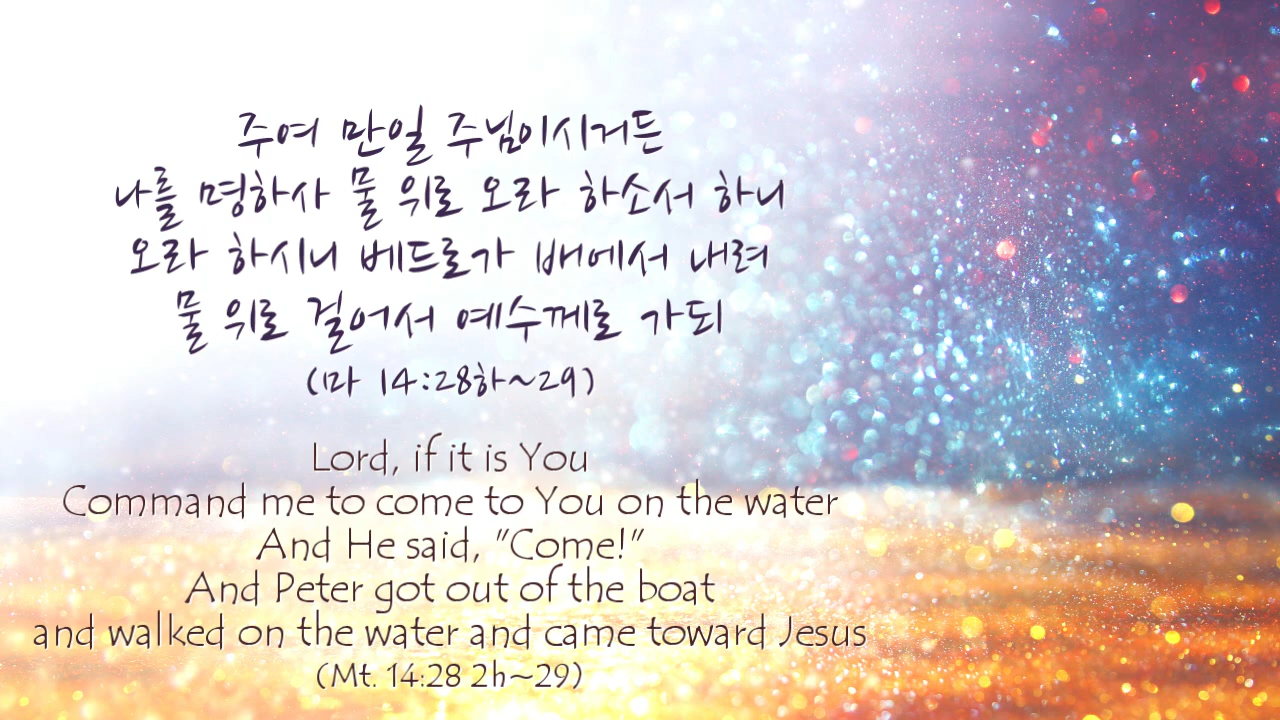 주여 만일 주님이시거든
나를 명하사 물 위로 오라 하소서 하니
오라 하시니 베드로가 배에서 내려
물 위로 걸어서 예수께로 가되
(마 14:28하~29)
Lord, if it is You
Command me to come to You on the water
And He said, "Come!"
And Peter got out of the boat
and walked on the water and came toward Jesus
(Mt. 14:28 2h~29)